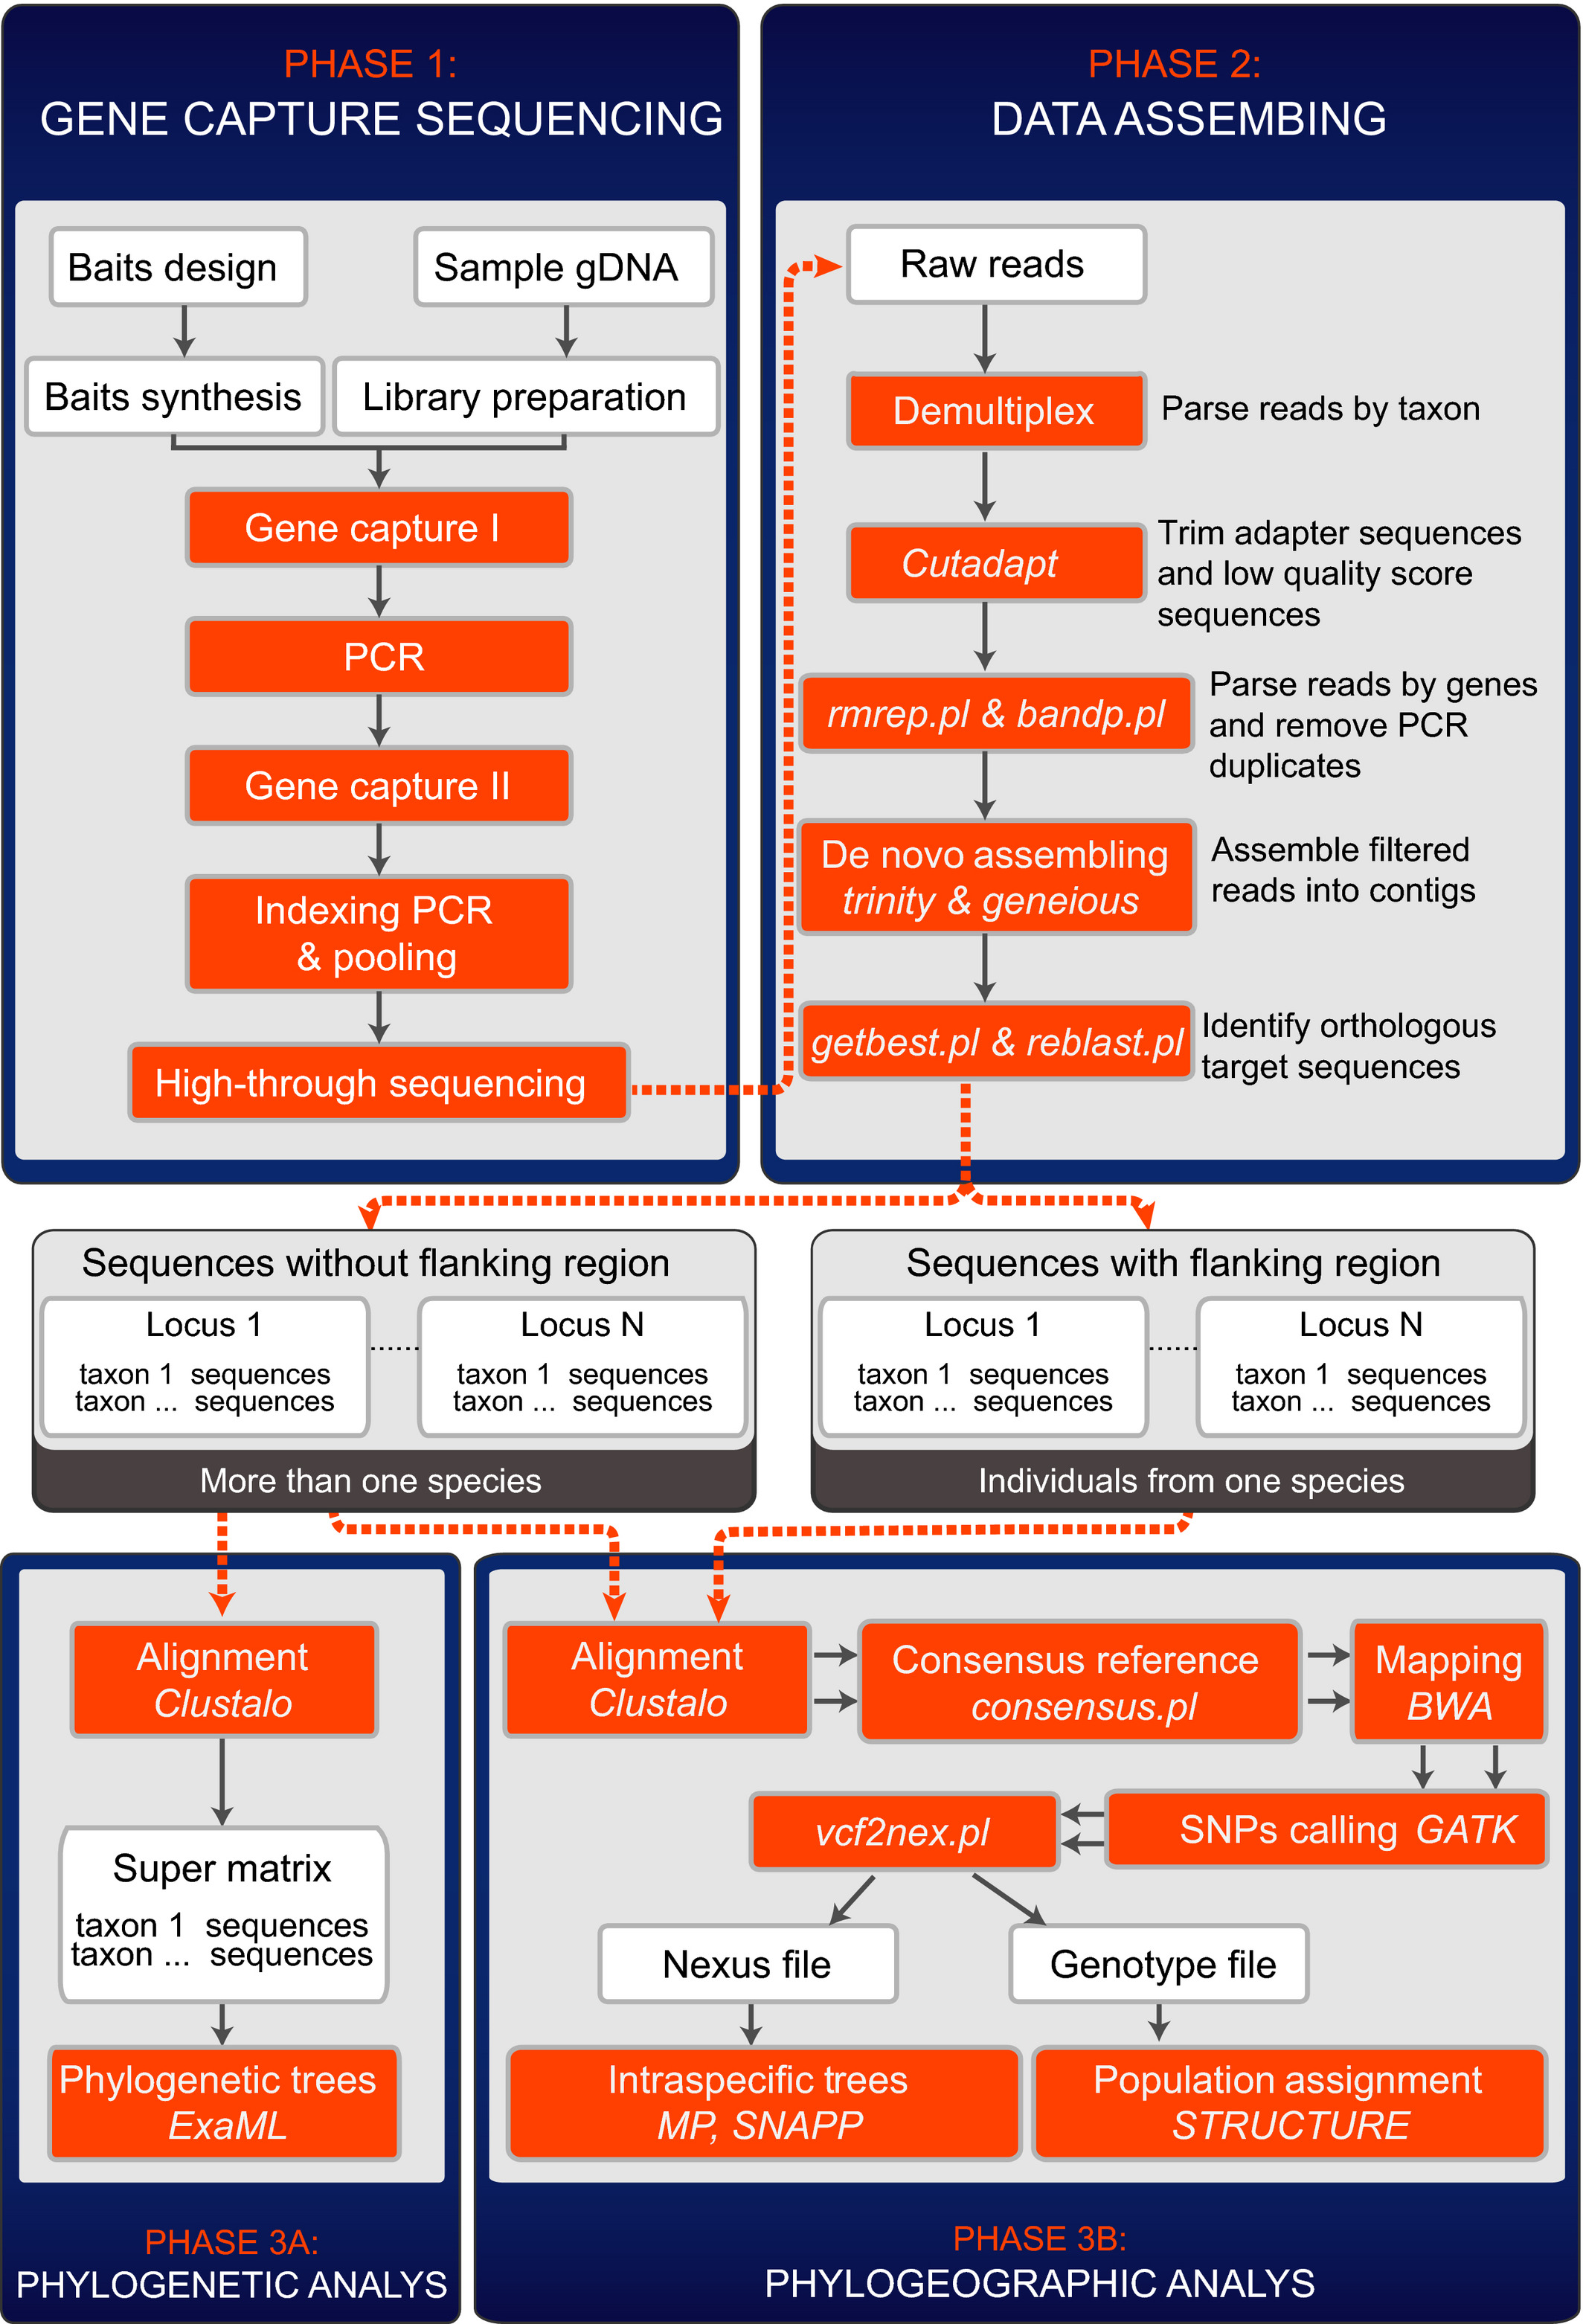 PHASE 1:
GENE CAPTURE SEQUENCING
Baits design
Sample gDNA
Baits synthesis
Library preparation
Gene capture I
PCR
Gene capture II
Indexing PCR
& pooling
High-through sequencing
PHASE 2:
DATA ASSEMBING
Raw reads
Demultiplex
Parse reads by taxon
Cutadapt
Trim adapter sequences
and low quality score
sequences
rmrep.pl & bandp.pl
Parse reads by genes
and remove PCR
duplicates
De novo assembling
trinity & geneious
Assemble filtered
reads into contigs
getbest.pl & reblast.pl
Identify orthologous
target sequences
Sequences without flanking region
Locus 1
taxon 1 sequences
taxon ... sequences
Locus N
taxon 1 sequences
taxon ... sequences
More than one species
Sequences with flanking region
Locus 1
taxon 1 sequences
taxon ... sequences
Locus N
taxon 1 sequences
taxon ... sequences
Individuals from one species
Alignment
Clustalo
Super matrix
taxon 1 sequences
taxon ... sequences
Phylogenetic trees
ExaML
PHASE 3A:
PHYLOGENETIC ANALYS
Alignment
Clustalo
Consensus reference
consensus.pl
Mapping
BWA
SNPs calling GATK
vcf2nex.pl
Nexus file
Genotype file
Intraspecific trees
MP, SNAPP
Population assignment
STRUCTURE
PHASE 3B:
PHYLOGEOGRAPHIC ANALYS